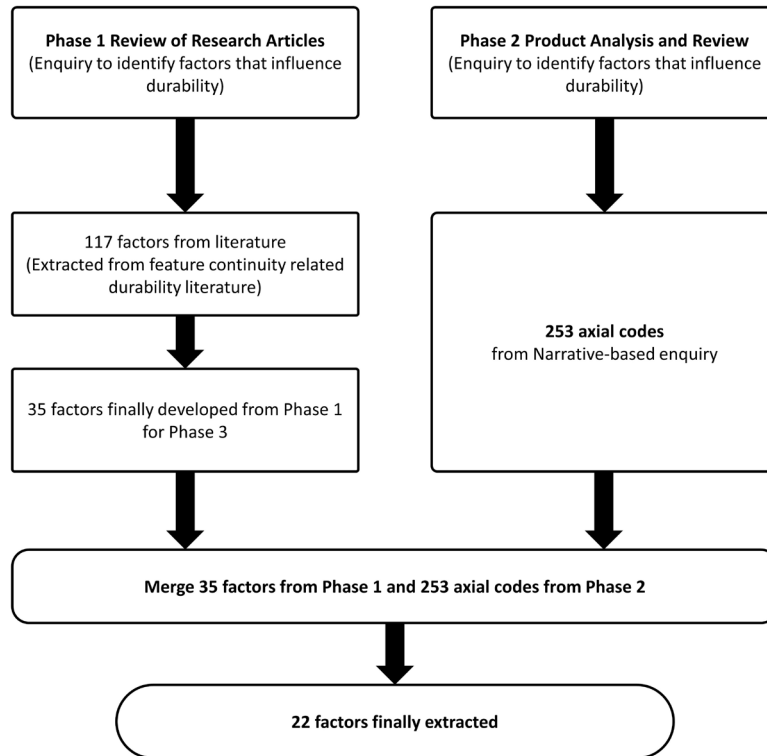 Phase 1 Review of Research Articles
(Enquiry to identify factors that influence
durability)
Phase 2 Product Analysis and Review
(Enquiry to identify factors that influence
durability)
117 factors from literature
(Extracted from feature continuity related
durability literature)
35 factors finally developed from Phase 1
for Phase 3
253 axial codes
from Narrative-based enquiry
Merge 35 factors from Phase 1 and 253 axial codes from Phase 2
22 factors finally extracted